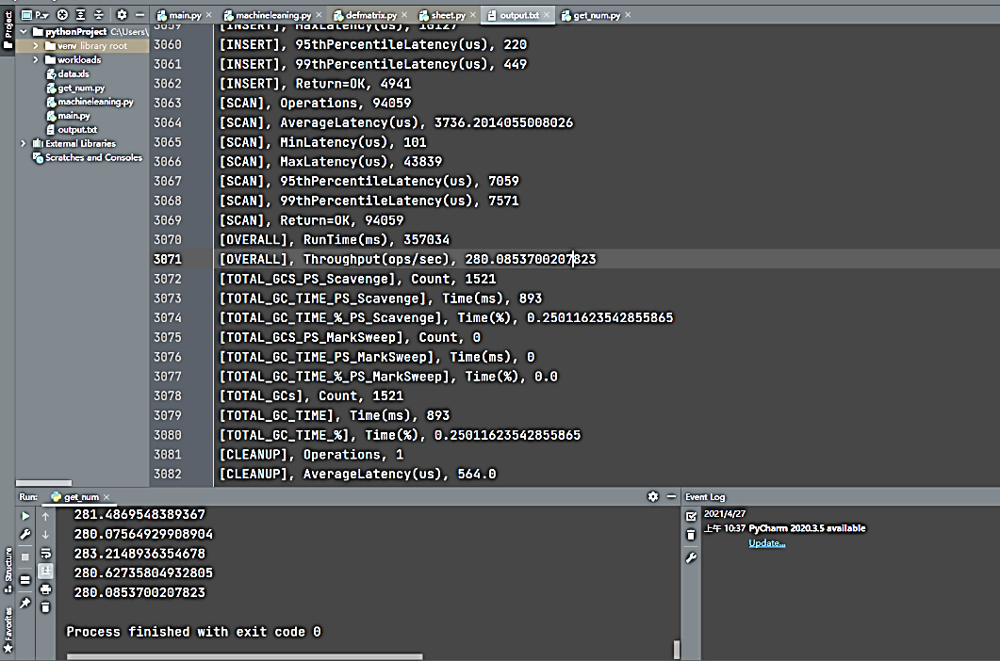 Project
P...
main.py
machineleaning.py
defmatrix.py
sheet.py
output.txt
get_num.py
pythonProject C:\Users\
venv library root
workloads
data.xls
get_num.py
machineleaning.py
main.py
output.txt
External Libraries
Scratches and Consoles
3059 [INSERT], MaxLatency(us), 10127
3060 [INSERT], 95thPercentileLatency(us), 220
3061 [INSERT], 99thPercentileLatency(us), 449
3062 [INSERT], Return=OK, 4941
3063 [SCAN], Operations, 94059
3064 [SCAN], AverageLatency(us), 3736.2014055008026
3065 [SCAN], MinLatency(us), 101
3066 [SCAN], MaxLatency(us), 43839
3067 [SCAN], 95thPercentileLatency(us), 7059
3068 [SCAN], 99thPercentileLatency(us), 7571
3069 [SCAN], Return=OK, 94059
3070 [OVERALL], RunTime(ms), 357034
3071 [OVERALL], Throughput(ops/sec), 280.0853700207823
3072 [TOTAL_GCS_PS_Scavenge], Count, 1521
3073 [TOTAL_GC_TIME_PS_Scavenge], Time(ms), 893
3074 [TOTAL_GC_TIME_%_PS_Scavenge], Time(%), 0.25011623542855865
3075 [TOTAL_GCS_PS_MarkSweep], Count, 0
3076 [TOTAL_GC_TIME_PS_MarkSweep], Time(ms), 0
3077 [TOTAL_GC_TIME_%_PS_MarkSweep], Time(%), 0.0
3078 [TOTAL_GCs], Count, 1521
3079 [TOTAL_GC_TIME], Time(ms), 893
3080 [TOTAL_GC_TIME_%], Time(%), 0.25011623542855865
3081 [CLEANUP], Operations, 1
3082 [CLEANUP], AverageLatency(us), 564.0
Run: get_num
281.4869548389367
280.07564929908904
283.2148936354678
280.62735804932805
280.0853700207823
Process finished with exit code 0
Event Log
2021/4/27
上午 10:37 PyCharm 2020.3.5 available
Update...
Structure
Favorites